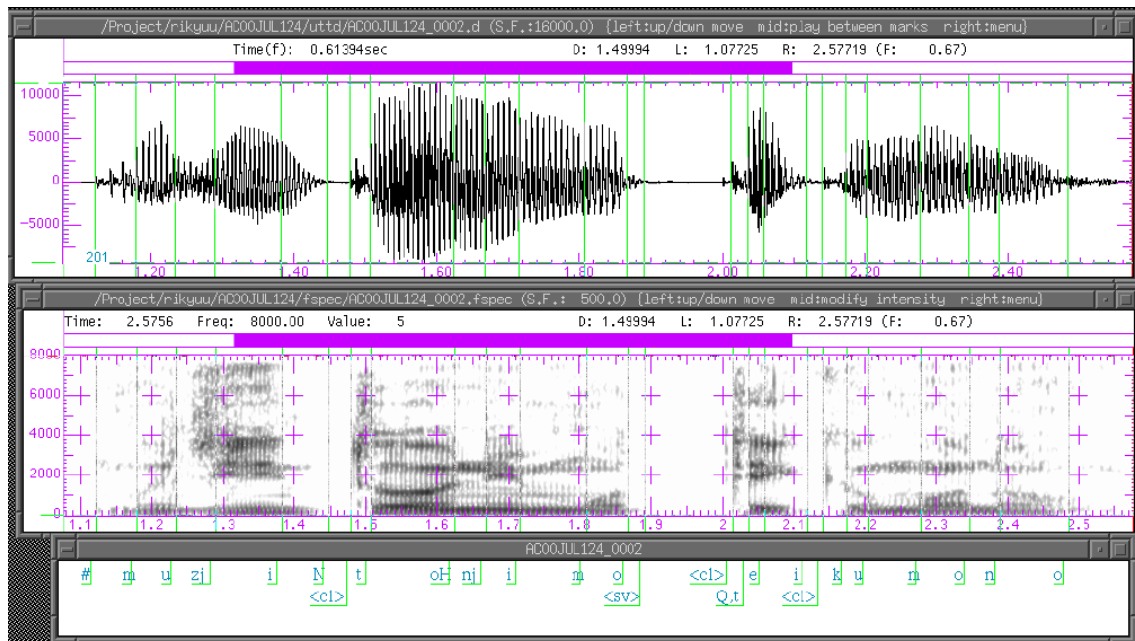 /Project/rikyuu/AC00JUL124/uttd/AC00JUL124_0002.d (S.F.:16000.0) {left:up/down move mid:play between marks right:menu}
Time(f): 0.61394sec D: 1.49994 L: 1.07725 R: 2.57719 (F: 0.67)
10000
5000
0
-5000
201
1.20 1.40 1.60 1.80 2.00 2.20 2.40
/Project/rikyuu/AC00JUL124/fspec/AC00JUL124_0002.fspec (S.F.: 500.0) {left:up/down move mid:modify intensity right:menu}
Time: 2.5756 Freq: 8000.00 Value: 5 D: 1.49994 L: 1.07725 R: 2.57719 (F: 0.67)
8000
6000
4000
2000
0
1.1 1.2 1.3 1.4 1.5 1.6 1.7 1.8 1.9 2.0 2.1 2.2 2.3 2.4 2.5
AC00JUL124_0002
# m u zj i N t oH nj i m o <cl> e i k u m o n o
<cl> <sv> Q,t <cl>